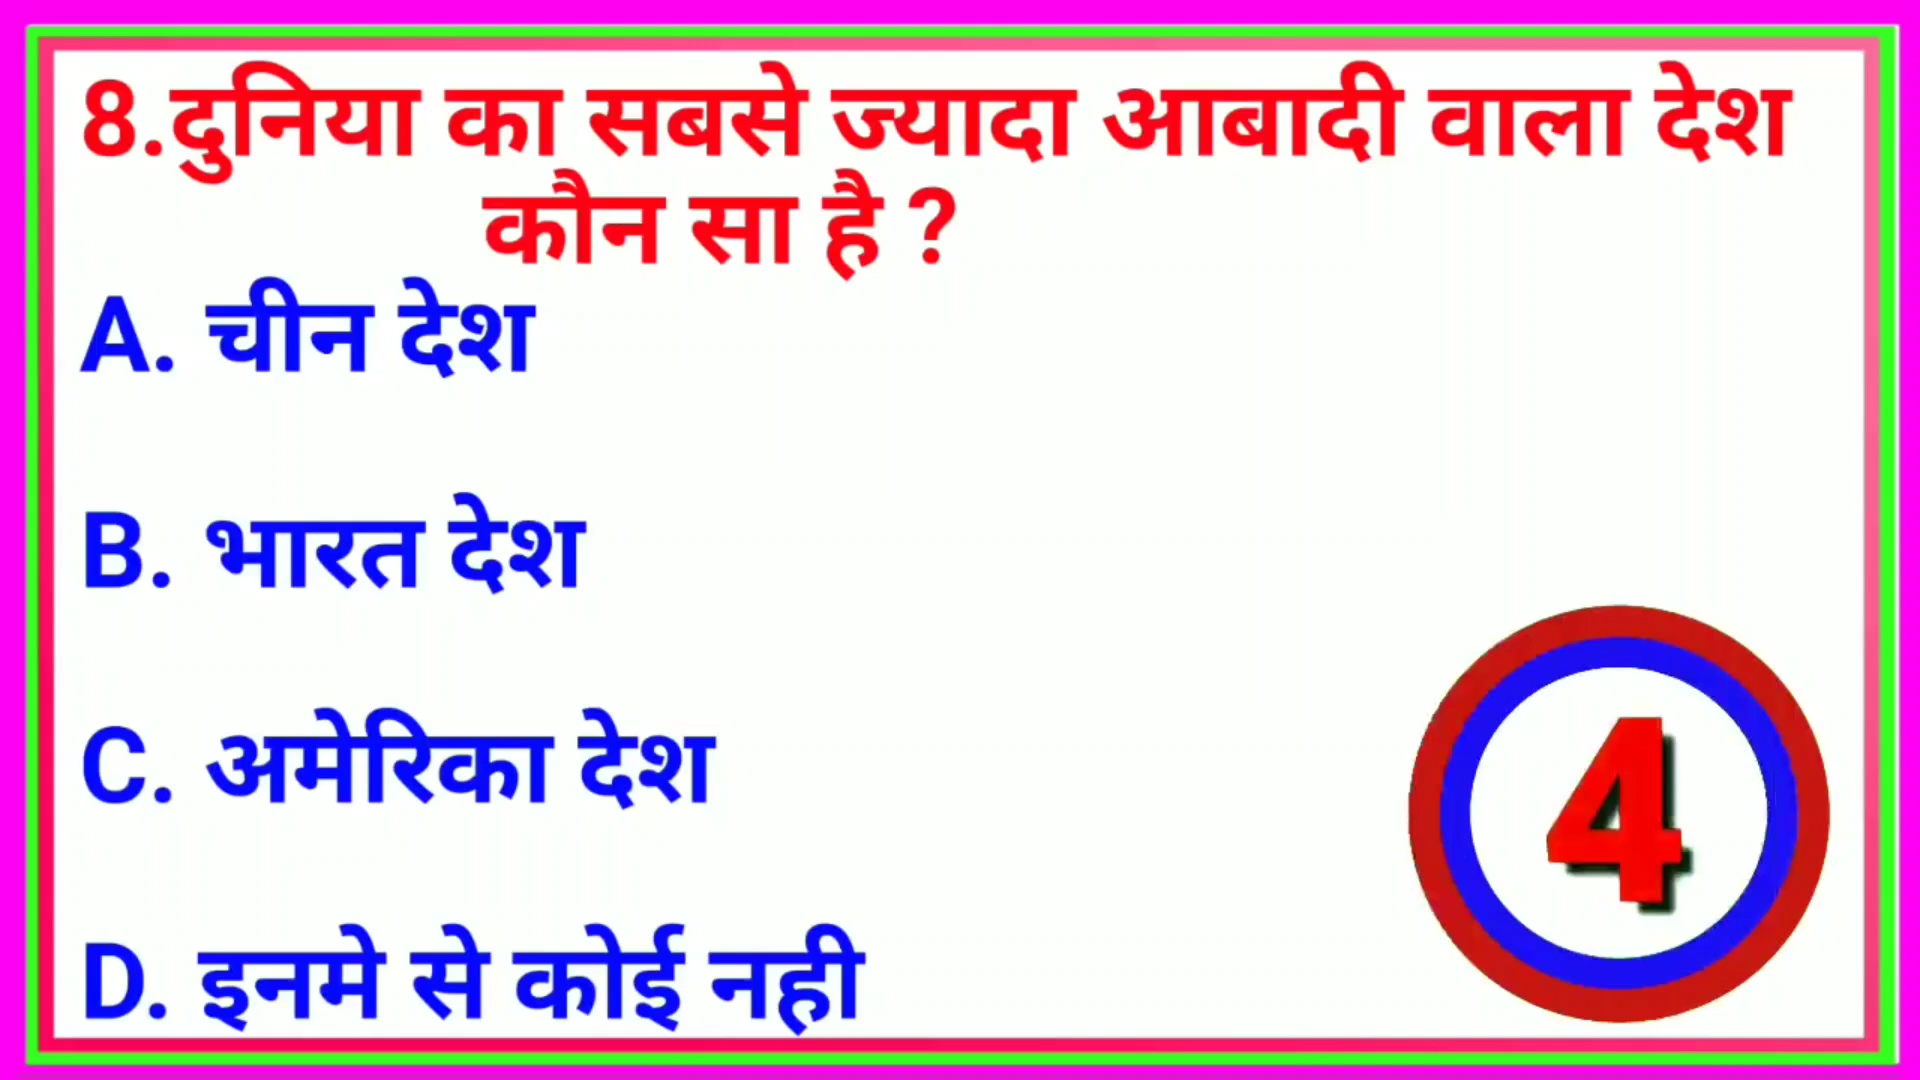 8.दुनिया का सबसे ज्यादा आबादी वाला देश
कौन सा है ?
A. चीन देश
B. भारत देश
C. अमेरिका देश
4
D. इनमे से कोई नही